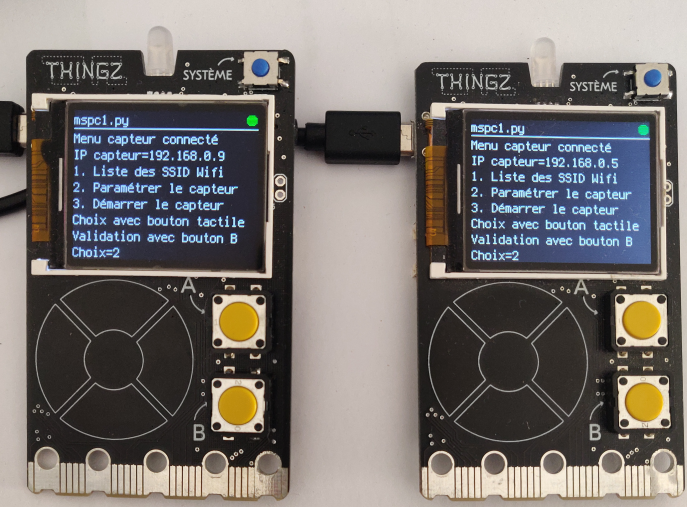 THINGZ
SYSTÈME
mspc1.py
Menu capteur connecté
IP capteur=192.168.0.9
1. Liste des SSID Wifi
2. Paramétrer le capteur
3. Démarrer le capteur
Choix avec bouton tactile
Validation avec bouton B
Choix=2
A
B
THINGZ
SYSTÈME
mspc1.py
Menu capteur connecté
IP capteur=192.168.0.5
1. Liste des SSID Wifi
2. Paramétrer le capteur
3. Démarrer le capteur
Choix avec bouton tactile
Validation avec bouton B
Choix=2
A
B